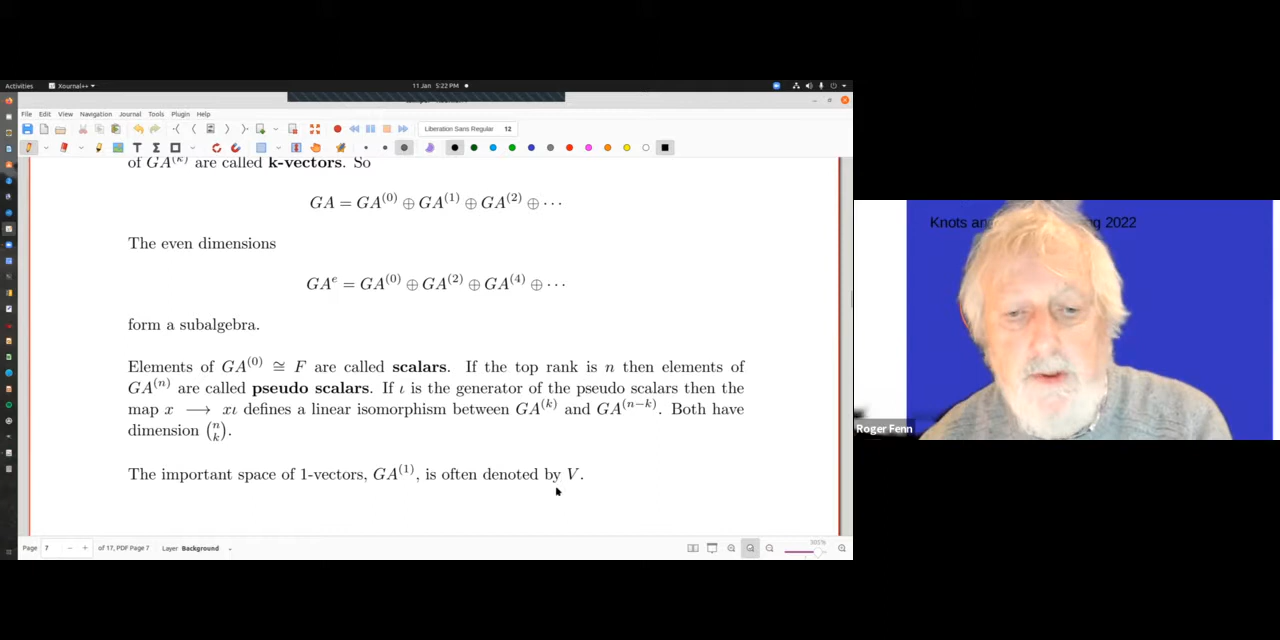 Activities Xournal++ 11 Jan 5:22 PM
File Edit View Navigation Journal Tools Plugin Help
Liberation Sans Regular 12
of GA^(k) are called k-vectors. So
GA = GA^(0) ⊕ GA^(1) ⊕ GA^(2) ⊕ ···
The even dimensions
GA^e = GA^(0) ⊕ GA^(2) ⊕ GA^(4) ⊕ ···
form a subalgebra.
Elements of GA^(0) ≅ F are called scalars. If the top rank is n then elements of
GA^(n) are called pseudo scalars. If ι is the generator of the pseudo scalars then the
map x ⟶ xι defines a linear isomorphism between GA^(k) and GA^(n−k). Both have
dimension (n k).
The important space of 1-vectors, GA^(1), is often denoted by V.
Page 7 of 17, PDF Page 7 Layer Background 305%
Knots an g 2022
Roger Fenn